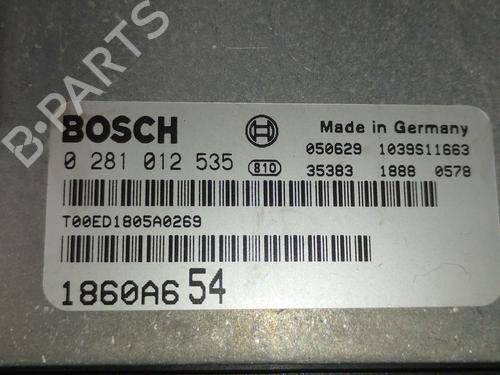 B-PARTS
BOSCH
Made in Germany
0 281 012 535 810
050629 1039S11663
35383 1888 0578
T00ED1805A0269
1860A6 54